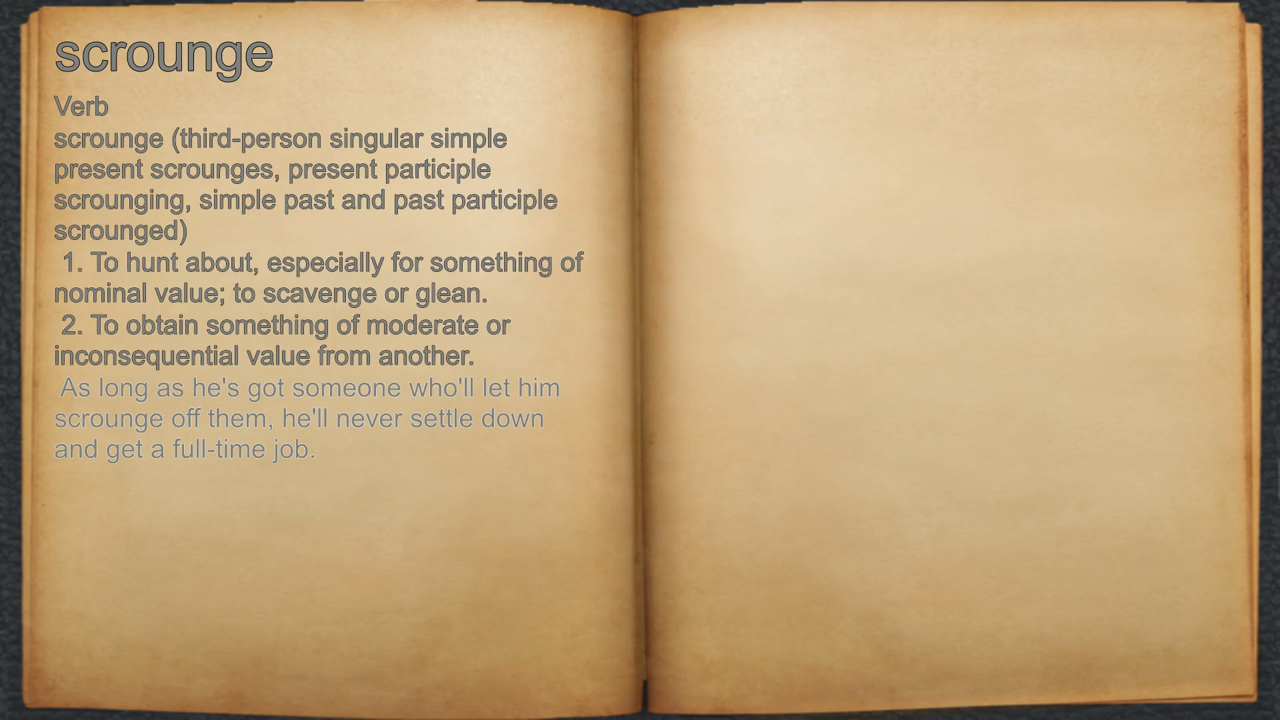 scrounge
Verb
scrounge (third-person singular simple
present scrounges, present participle
scrounging, simple past and past participle
scrounged)
1. To hunt about, especially for something of
nominal value; to scavenge or glean.
2. To obtain something of moderate or
inconsequential value from another.
As long as he's got someone who'll let him
scrounge off them, he'll never settle down
and get a full-time job.